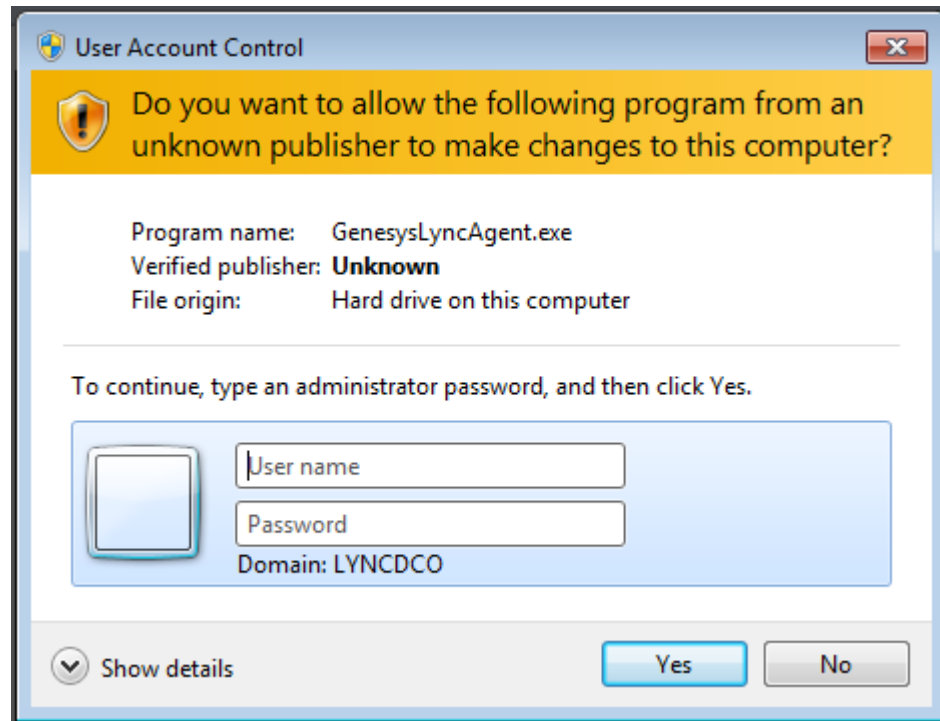 User Account Control
Do you want to allow the following program from an
unknown publisher to make changes to this computer?
Program name: GenesysLyncAgent.exe
Verified publisher: Unknown
File origin: Hard drive on this computer
To continue, type an administrator password, and then click Yes.
User name
Password
Domain: LYNCDCO
Show details
Yes
No